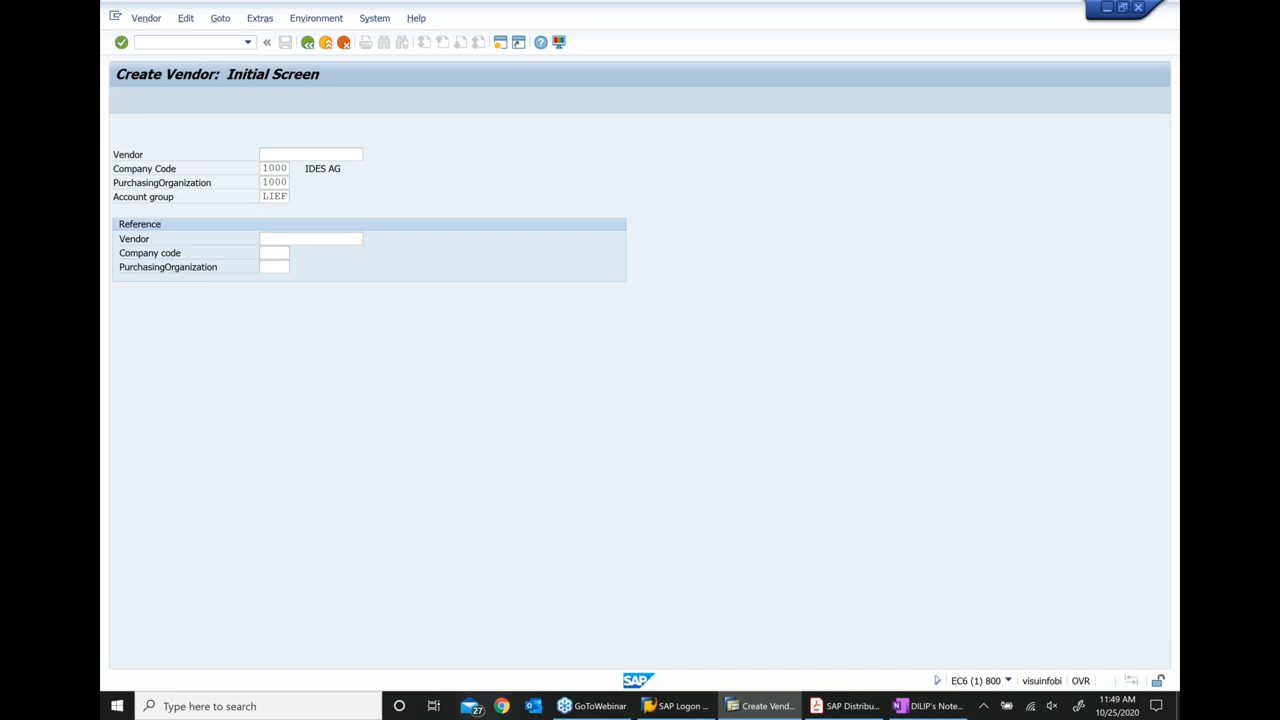 Vendor Edit Goto Extras Environment System Help
Create Vendor: Initial Screen
Vendor
Company Code 1000 IDES AG
PurchasingOrganization 1000
Account group LIEF
Reference
Vendor
Company code
PurchasingOrganization
SAP
EC6 (1) 800 visuinfobi OVR
Type here to search
27
GoToWebinar
SAP Logon ...
Create Vend...
SAP Distribu...
DILIP's Note...
11:49 AM
10/25/2020